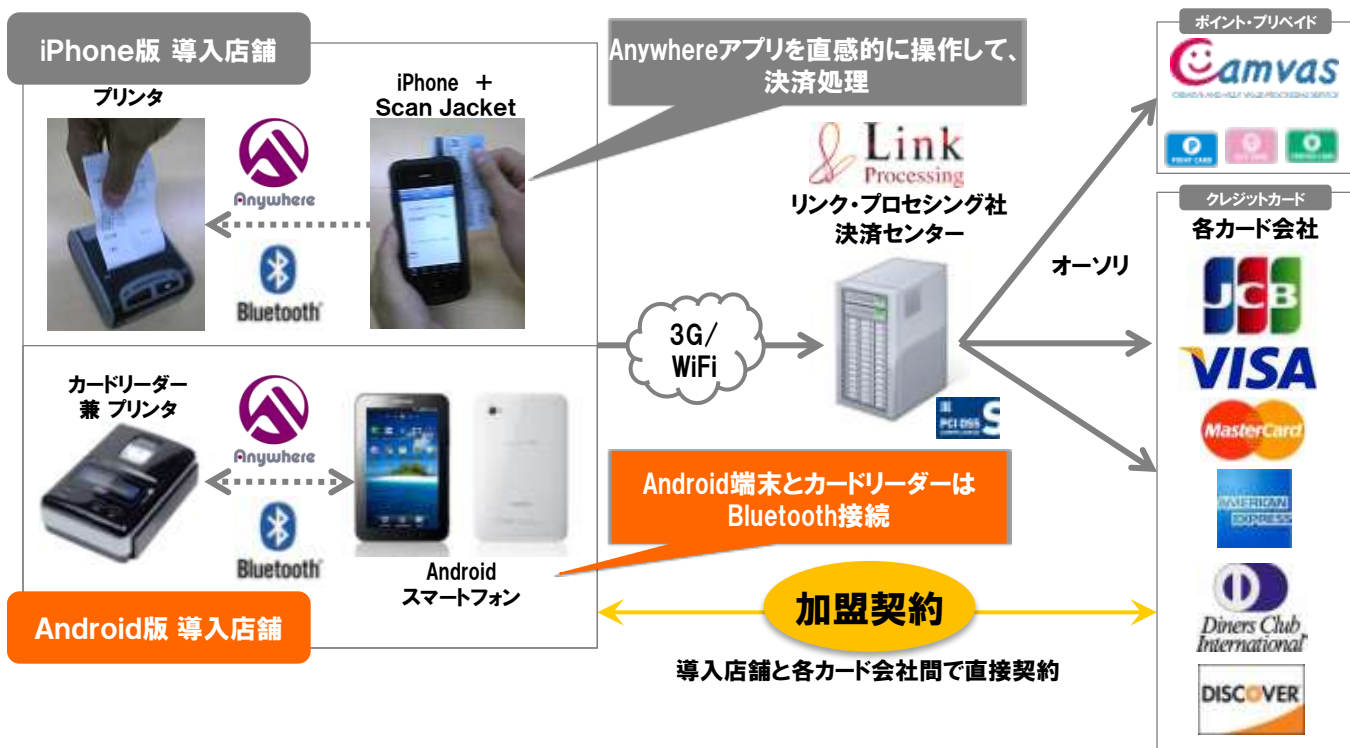 iPhone版 導入店舗
プリンタ
Anywhere
Bluetooth
iPhone +
Scan Jacket
Anywhereアプリを直感的に操作して、
決済処理
Link
Processing
リンク・プロセシング社
決済センター
3G/
WiFi
PCI DSS
オーソリ
カードリーダー
兼 プリンタ
Anywhere
Bluetooth
Android
スマートフォン
Android版 導入店舗
Android端末とカードリーダーは
Bluetooth接続
加盟契約
導入店舗と各カード会社間で直接契約
ポイント・プリペイド
Camvas
POINT CARD
クレジットカード
各カード会社
JCB
VISA
MasterCard
AMERICAN
EXPRESS
Diners Club
International
DISCOVER